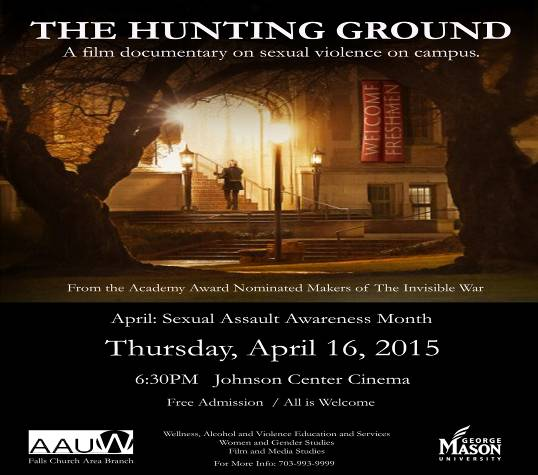 THE HUNTING GROUND
A film documentary on sexual violence on campus.
WELCOME
FRESHMEN
From the Academy Award Nominated Makers of The Invisible War
April: Sexual Assault Awareness Month
Thursday, April 16, 2015
6:30PM Johnson Center Cinema
Free Admission / All is Welcome
AAUW
Falls Church Area Branch
Wellness, Alcohol and Violence Education and Services
Women and Gender Studies
Film and Media Studies
For More Info: 703-993-9999
GEORGE
MASON
UNIVERSITY